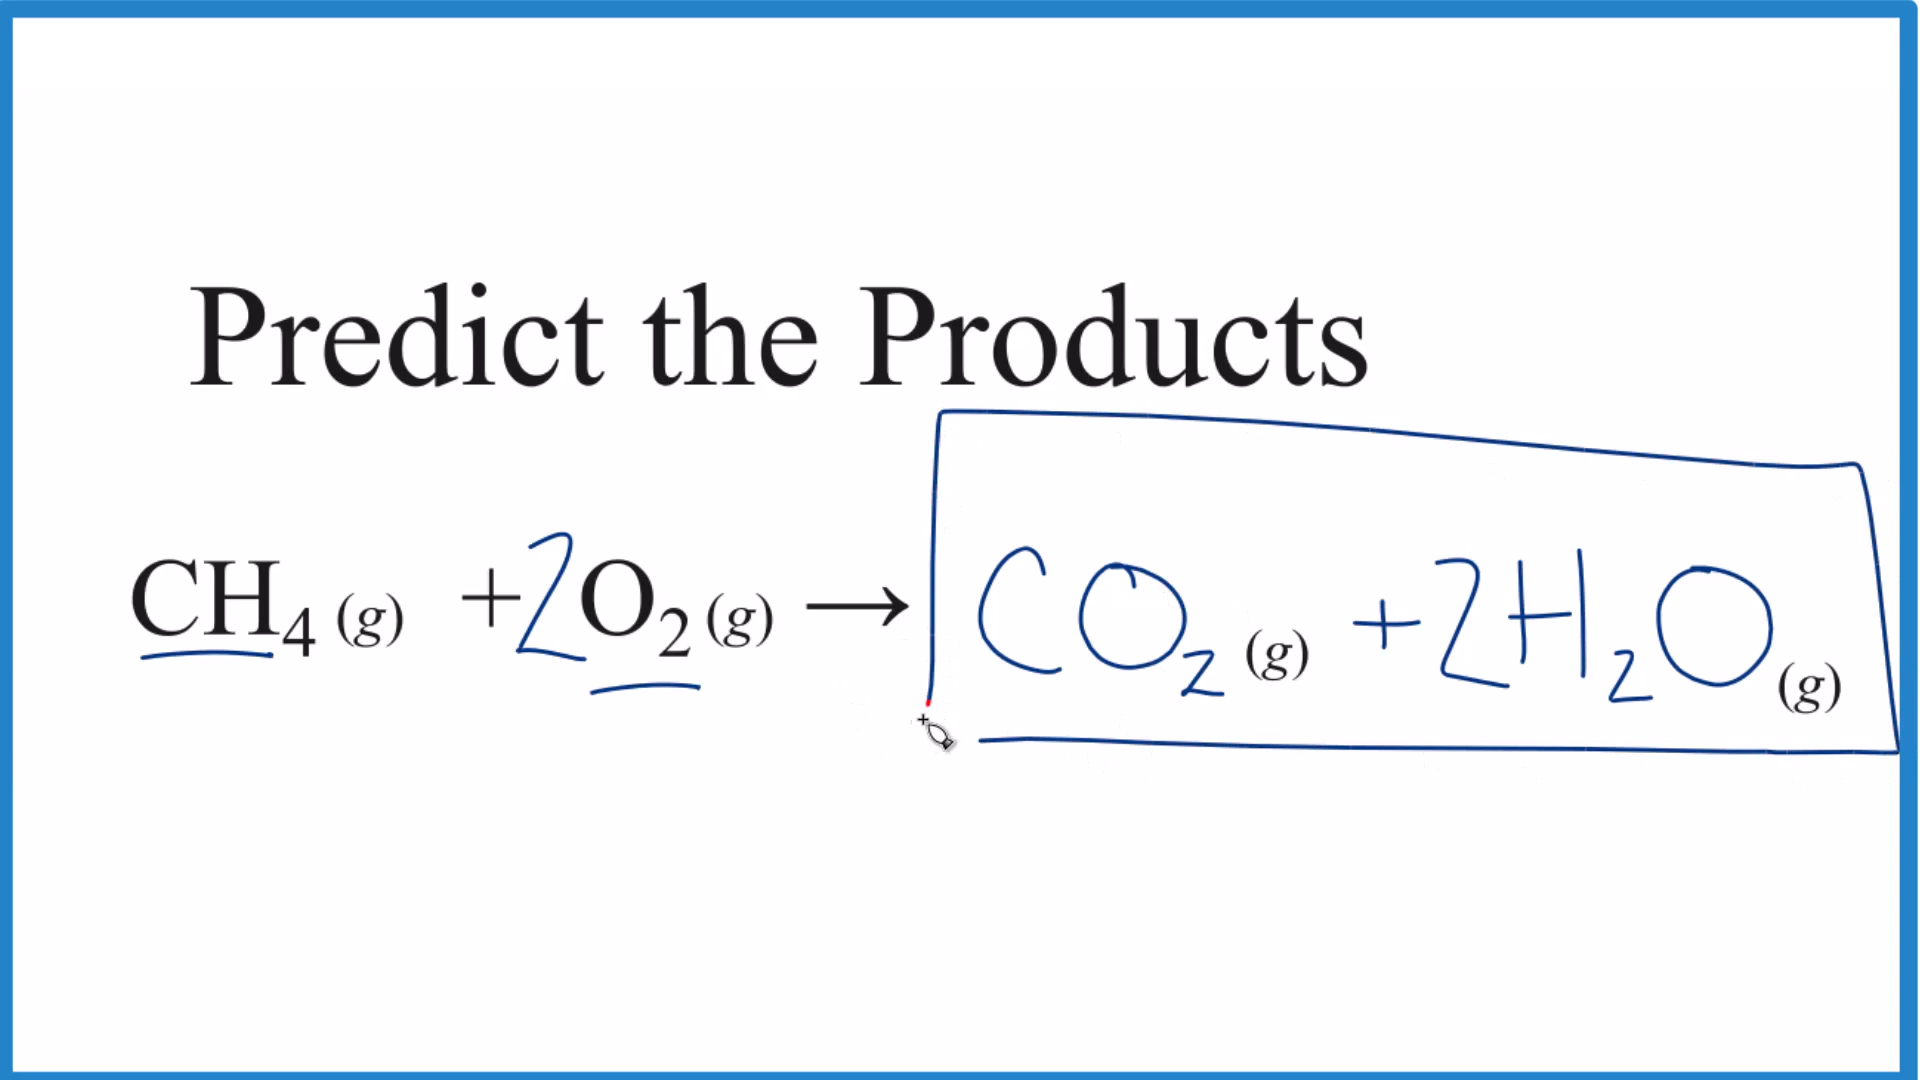 Predict the Products
CH₄ (g) + 2O₂ (g) → CO₂ (g) + 2H₂O (g)